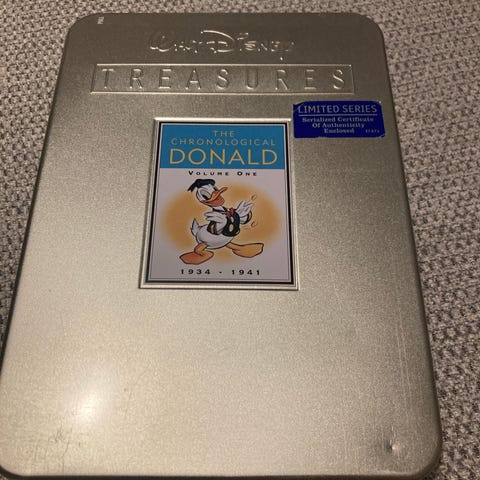 WALT DISNEY
TREASURES
LIMITED SERIES
Serialized Certificate
Of Authenticity
Enclosed
THE
CHRONOLOGICAL
DONALD
VOLUME ONE
1934 - 1941